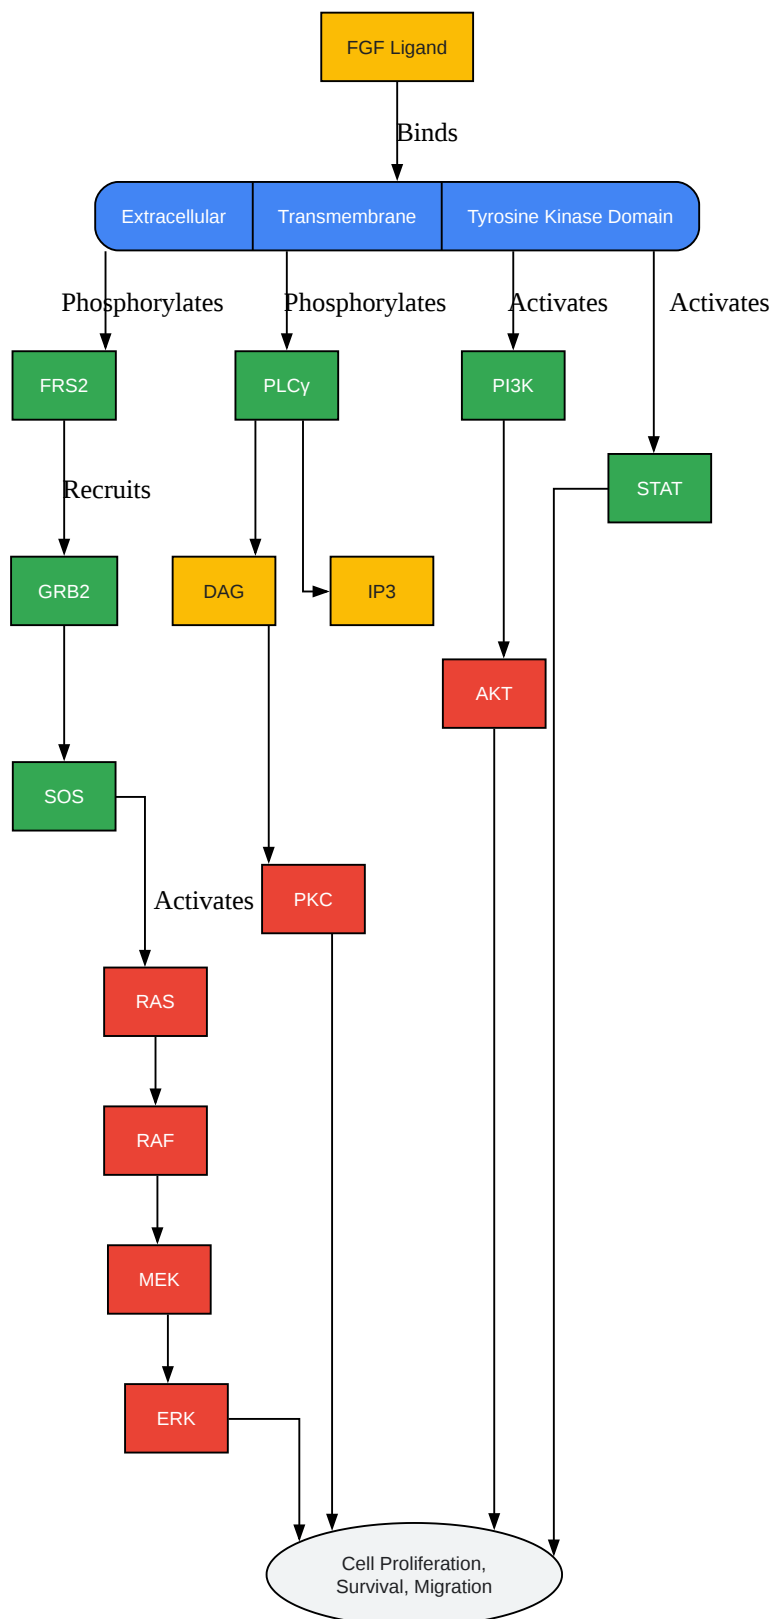 FGF Ligand
Binds
Extracellular
Transmembrane
Tyrosine Kinase Domain
Phosphorylates
Phosphorylates
Activates
Activates
FRS2
PLCγ
PI3K
STAT
Recruits
GRB2
DAG
IP3
AKT
SOS
Activates
PKC
RAS
RAF
MEK
ERK
Cell Proliferation,
Survival, Migration